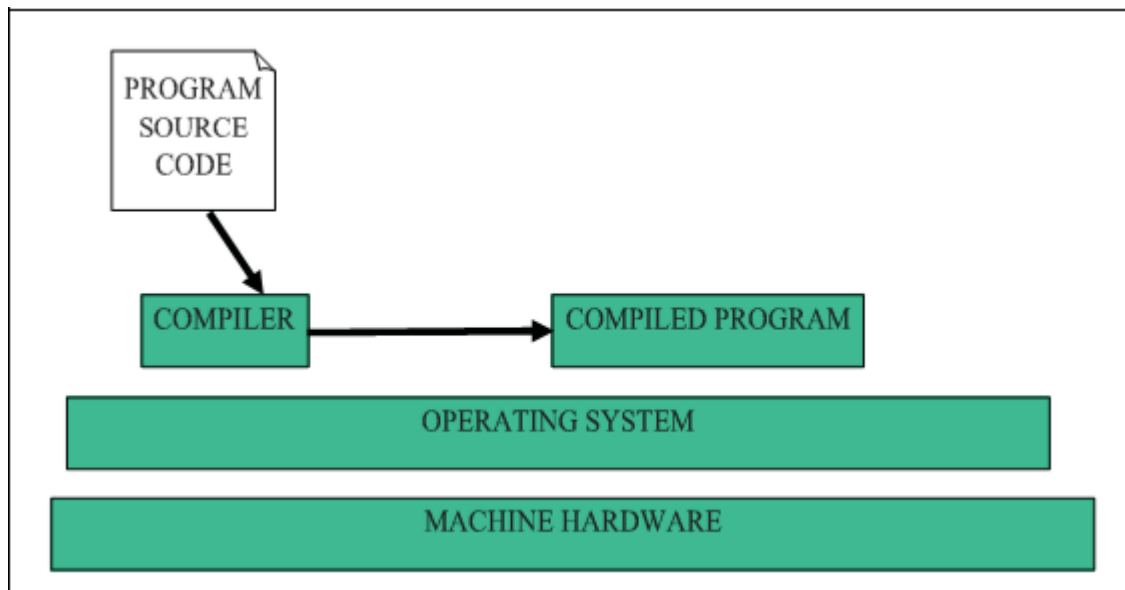 PROGRAM
SOURCE
CODE
COMPILER
COMPILED PROGRAM
OPERATING SYSTEM
MACHINE HARDWARE